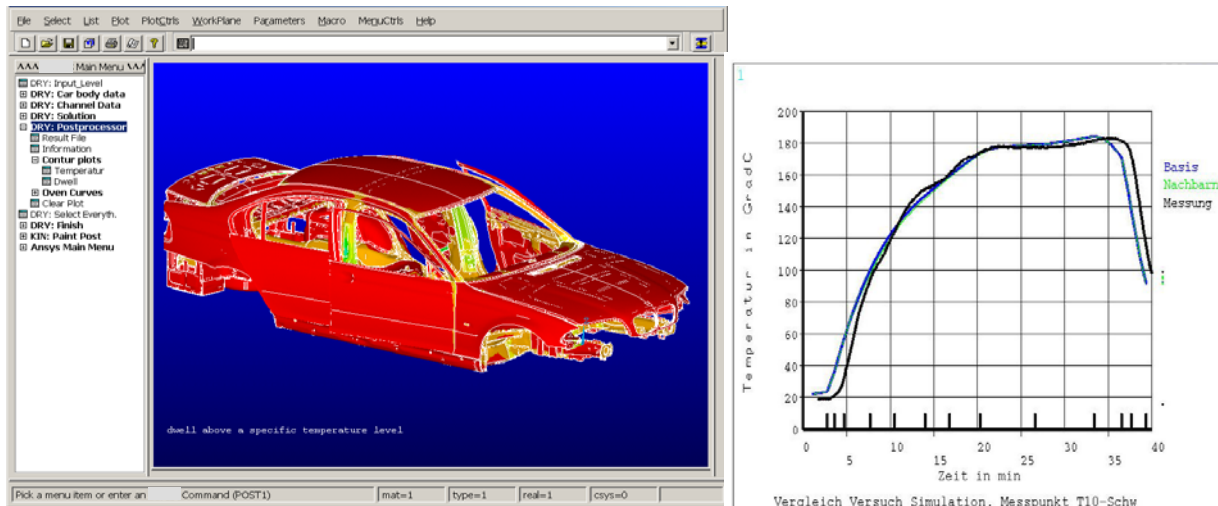 File Select List Plot PlotCtrls WorkPlane Parameters Macro MenuCtrls Help
Main Menu
DRY: Input_Level
DRY: Car body data
DRY: Channel Data
DRY: Solution
DRY: Postprocessor
Result File
Information
Contur plots
Temperatur
Dwell
Oven Curves
Clear Plot
DRY: Select Everyth.
DRY: Finish
KIN: Paint Post
Ansys Main Menu
dwell above a specific temperature level
Pick a menu item or enter an Command (POST1) mat=1 type=1 real=1 csys=0
1
200
180
160
140
120
100
80
60
40
20
0
Temperatur in GradC
Basis
Nachbarn
Messung
0 10 20 30 40
5 15 25 35
Zeit in min
Vergleich Versuch Simulation, Messpunkt T10-Schw